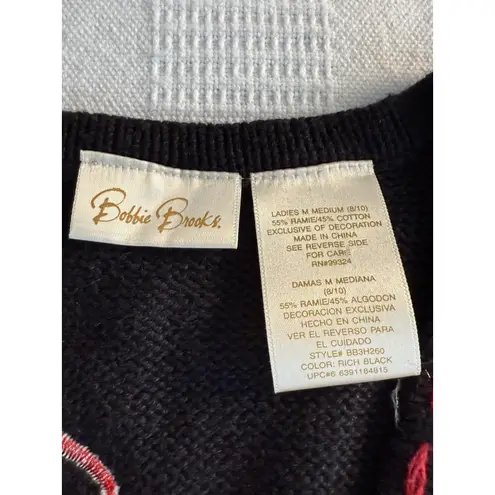 Bobbie Brooks.
LADIES M MEDIUM (8/10)
55% RAMIE/45% COTTON
EXCLUSIVE OF DECORATION
MADE IN CHINA
SEE REVERSE SIDE
FOR CARE
RN#99324
DAMAS M MEDIANA
(8/10)
55% RAMIE/45% ALGODON
DECORACION EXCLUSIVA
HECHO EN CHINA
VER EL REVERSO PARA
EL CUIDADO
STYLE# BB3H260
COLOR: RICH BLACK
UPC#6 6391184915